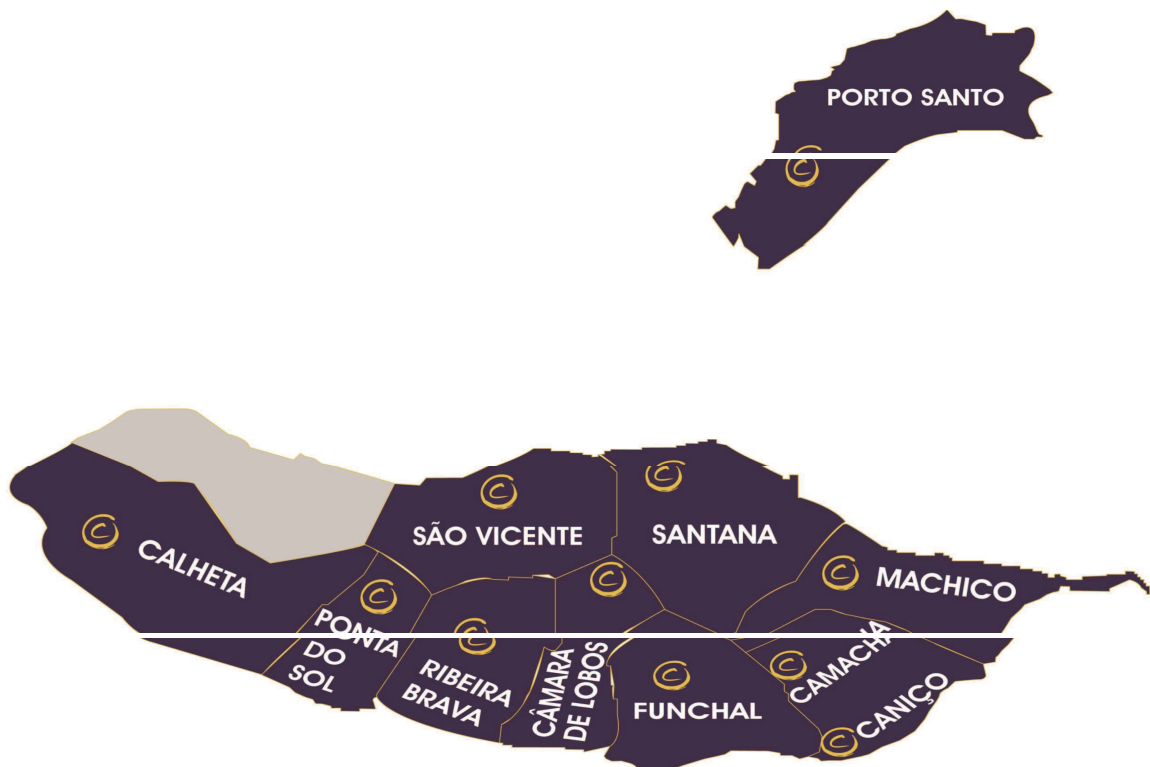 PORTO SANTO
C
C
SÃO VICENTE
C
SANTANA
C
CALHETA
C
MACHICO
C
C
PONTA
DO
SOL
C
RIBEIRA
BRAVA
CÂMARA
DE LOBOS
C
FUNCHAL
C
CAMACHA
C
CANIÇO
C